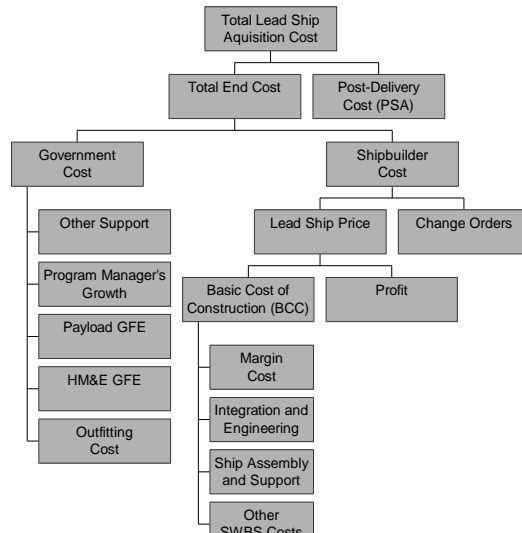 Total Lead Ship
Aquisition Cost
Total End Cost
Post-Delivery
Cost (PSA)
Government
Cost
Shipbuilder
Cost
Other Support
Program Manager's
Growth
Payload GFE
HM&E GFE
Outfitting
Cost
Lead Ship Price
Change Orders
Basic Cost of
Construction (BCC)
Profit
Margin
Cost
Integration and
Engineering
Ship Assembly
and Support
Other
SWBS Costs